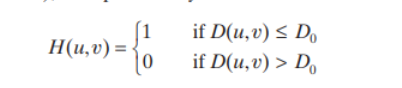 H(u,v) = { 1 if D(u,v) ≤ D₀
0 if D(u,v) > D₀